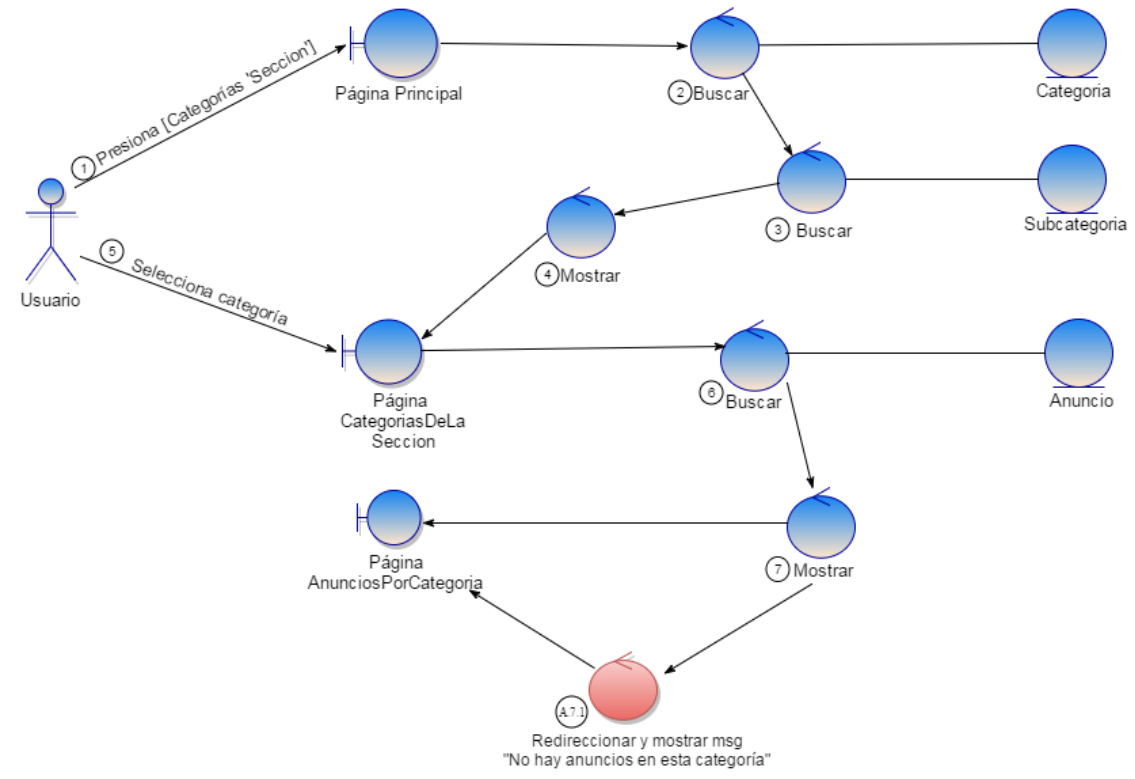 1 Presiona [Categorías 'Seccion']
Página Principal
2 Buscar
Categoria
3 Buscar
Subcategoria
4 Mostrar
Usuario
5 Selecciona categoría
Página
CategoriasDeLa
Seccion
6 Buscar
Anuncio
Página
AnunciosPorCategoria
7 Mostrar
A.7.1
Redireccionar y mostrar msg
"No hay anuncios en esta categoría"